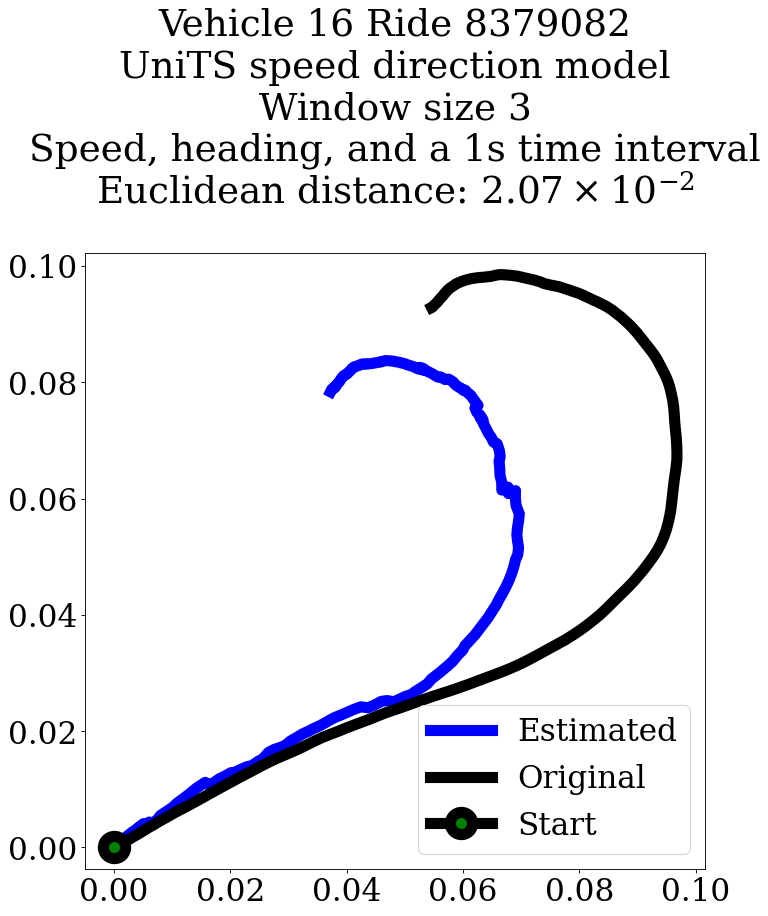 Vehicle 16 Ride 8379082
UniTS speed direction model
Window size 3
Speed, heading, and a 1s time interval
Euclidean distance: 2.07 × 10⁻²
0.10
0.08
0.06
0.04
0.02
0.00
Estimated
Original
Start
0.00 0.02 0.04 0.06 0.08 0.10